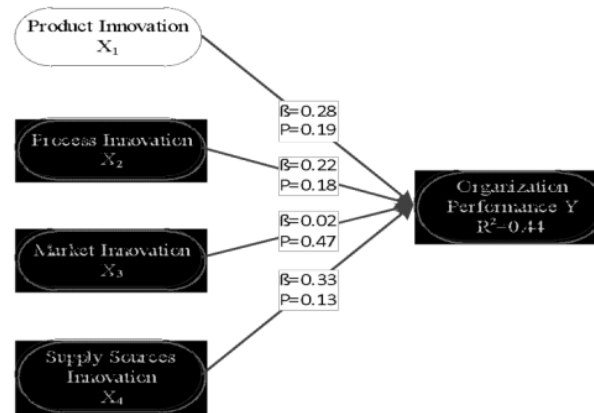 Product Innovation
X₁
ß=0.28
P=0.19
Process Innovation
X₂
ß=0.22
P=0.18
Organization
Performance Y
R²=0.44
Market Innovation
X₃
ß=0.02
P=0.47
ß=0.33
P=0.13
Supply Sources
Innovation
X₄